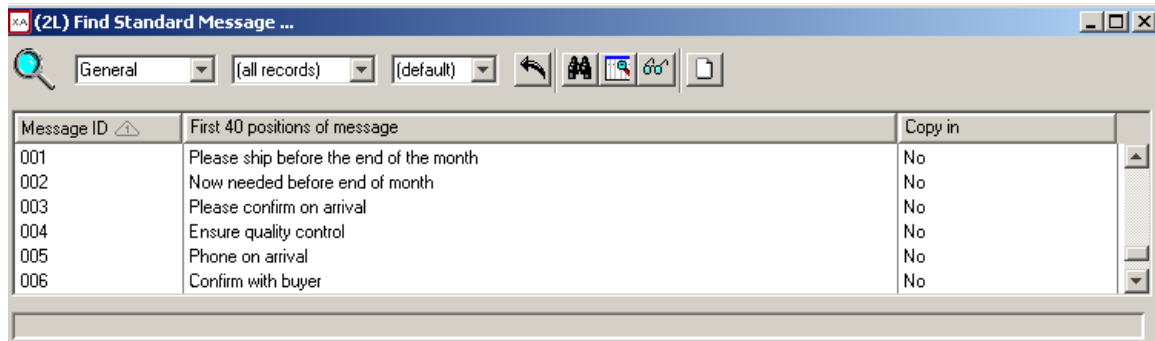 XA (2L) Find Standard Message ...
General (all records) (default)
Message ID 1 First 40 positions of message Copy in
001 Please ship before the end of the month No
002 Now needed before end of month No
003 Please confirm on arrival No
004 Ensure quality control No
005 Phone on arrival No
006 Confirm with buyer No